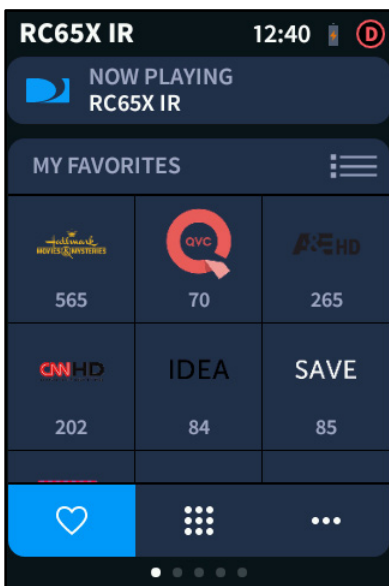 RC65X IR 12:40 D
NOW PLAYING
RC65X IR
MY FAVORITES
Hallmark
MOVIES & MYSTERIES
QVC
A&E HD
565 70 265
CNN HD
IDEA
SAVE
202 84 85